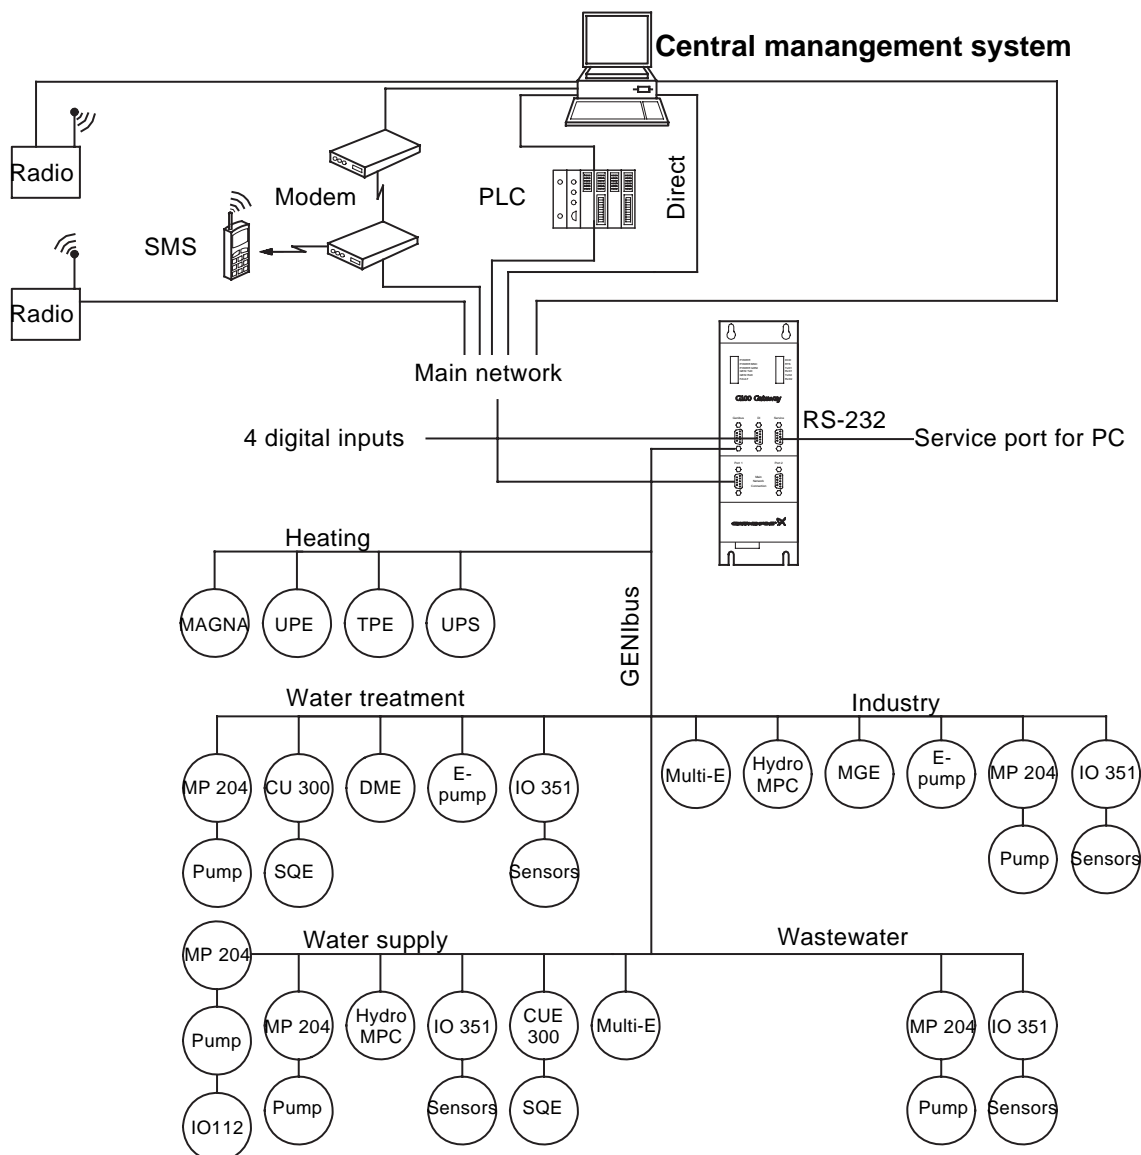 Central manangement system
Radio
Modem
PLC
Direct
SMS
Radio
Main network
G100 Gateway
RS-232
4 digital inputs
Service port for PC
Heating
MAGNA
UPE
TPE
UPS
GENIbus
Water treatment
Industry
MP 204
CU 300
DME
E-
pump
IO 351
Multi-E
Hydro
MPC
MGE
E-
pump
MP 204
IO 351
Pump
SQE
Sensors
Pump
Sensors
Water supply
Wastewater
MP 204
Pump
IO112
MP 204
Hydro
MPC
IO 351
CUE
300
Multi-E
MP 204
IO 351
Pump
Sensors
SQE
Pump
Sensors